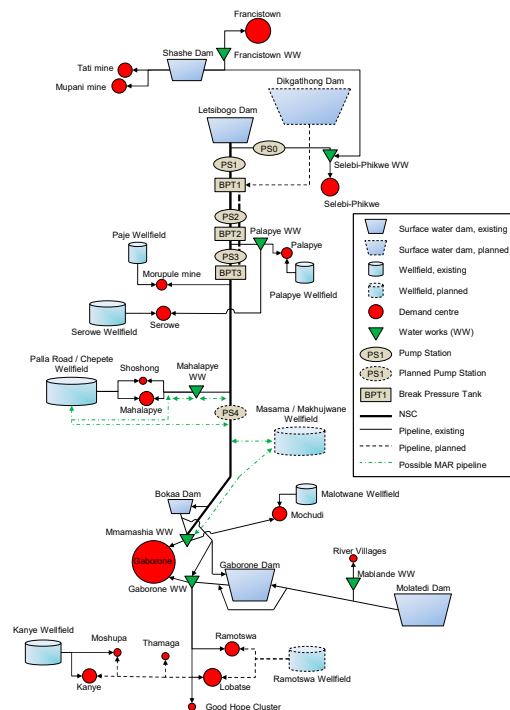 Francistown
Shashe Dam
Francistown WW
Tati mine
Mupani mine
Dikgatlhong Dam
Letsibogo Dam
PS0
Selebi-Phikwe WW
PS1
BPT1
Selebi-Phikwe
PS2
Palapye WW
BPT2
Palapye
Paje Wellfield
PS3
BPT3
Morupule mine
Palapye Wellfield
Serowe Wellfield
Serowe
Surface water dam, existing
Surface water dam, planned
Wellfield, existing
Wellfield, planned
Demand centre
Water works (WW)
PS1
Pump Station
PS1
Planned Pump Station
BPT1
Break Pressure Tank
NSC
Pipeline, existing
Pipeline, planned
Possible MAR pipeline
Palla Road / Chepete
Wellfield
Shoshong
Mahalapye
WW
Mahalapye
PS4
Masama / Makhujwane
Wellfield
Bokaa Dam
Malotwane Wellfield
Mochudi
Mmamashia WW
Gaborone
Gaborone Dam
River Villages
Mablande WW
Gaborone WW
Molatedi Dam
Kanye Wellfield
Moshupa
Thamaga
Ramotswa
Kanye
Lobatse
Ramotswa Wellfield
Good Hope Cluster